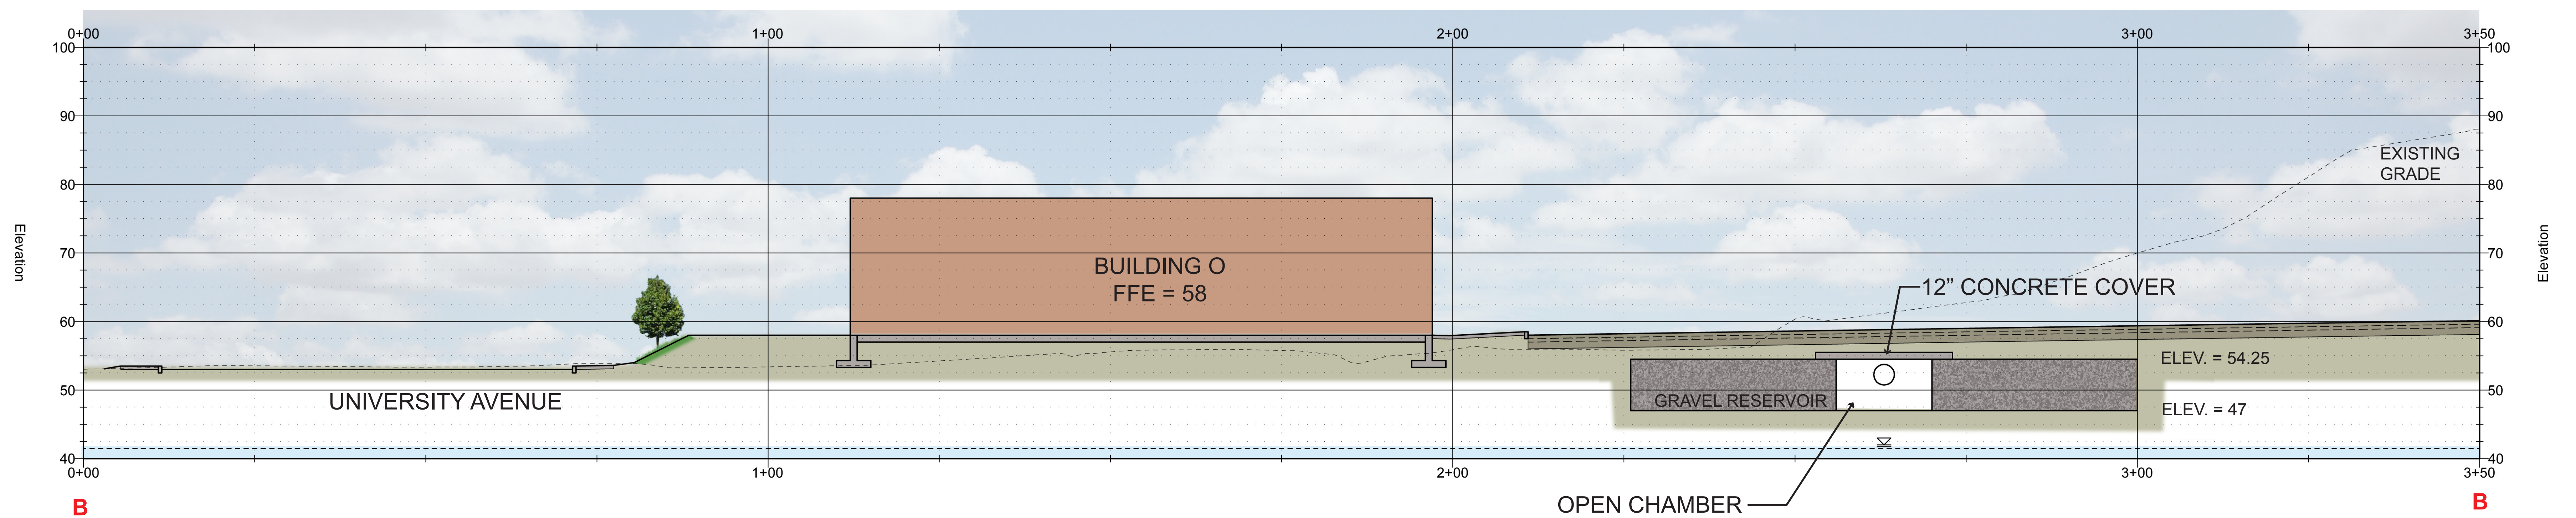 0+00 1+00 2+00 3+00 3+50
100 100
90 90
EXISTING
GRADE
80 80
Elevation
70 70
Elevation
BUILDING O
FFE = 58
12” CONCRETE COVER
60 60
ELEV. = 54.25
50 50
UNIVERSITY AVENUE
GRAVEL RESERVOIR
ELEV. = 47
40 40
0+00 1+00 2+00 3+00 3+50
B
OPEN CHAMBER
B